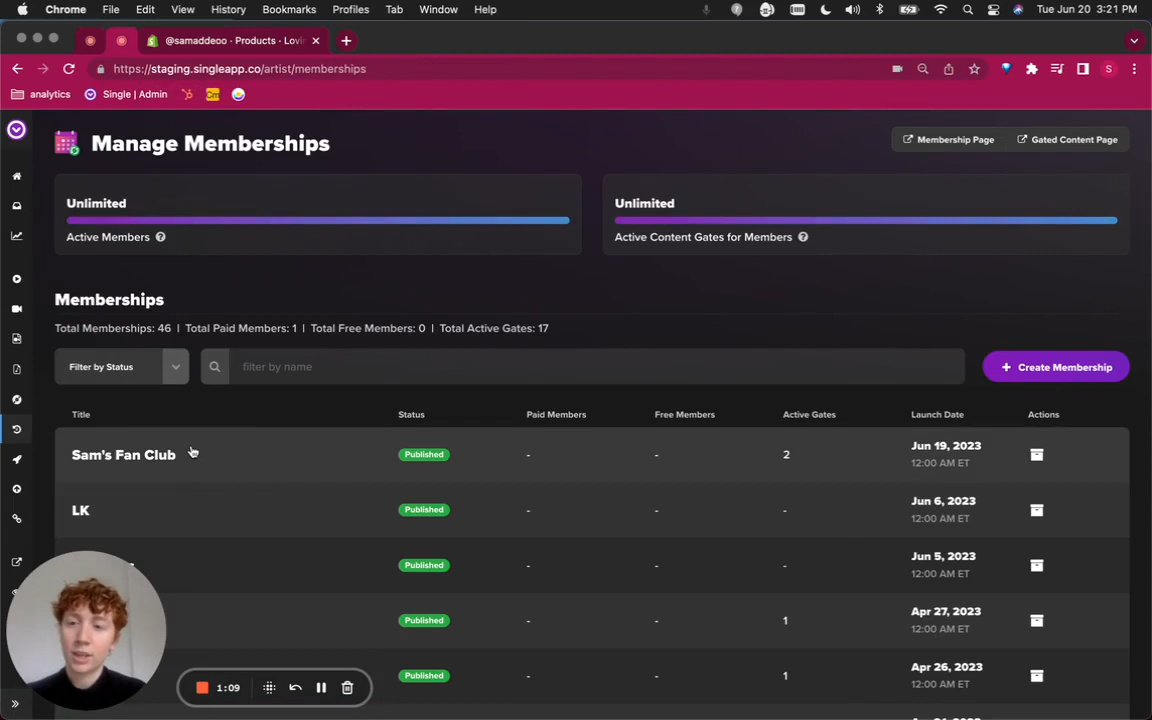 Chrome File Edit View History Bookmarks Profiles Tab Window Help Tue Jun 20 3:21 PM
@samaddeoo · Products · Lovin
https://staging.singleapp.co/artist/memberships S
analytics Single | Admin Cm
Manage Memberships
Membership Page Gated Content Page
Unlimited Unlimited
Active Members ? Active Content Gates for Members ?
Memberships
Total Memberships: 46 | Total Paid Members: 1 | Total Free Members: 0 | Total Active Gates: 17
Filter by Status filter by name + Create Membership
Title Status Paid Members Free Members Active Gates Launch Date Actions
Sam's Fan Club Published - - 2 Jun 19, 2023
12:00 AM ET
LK Published - - - Jun 6, 2023
12:00 AM ET
Published - - - Jun 5, 2023
12:00 AM ET
Published - - 1 Apr 27, 2023
12:00 AM ET
Published - - 1 Apr 26, 2023
12:00 AM ET
1:09